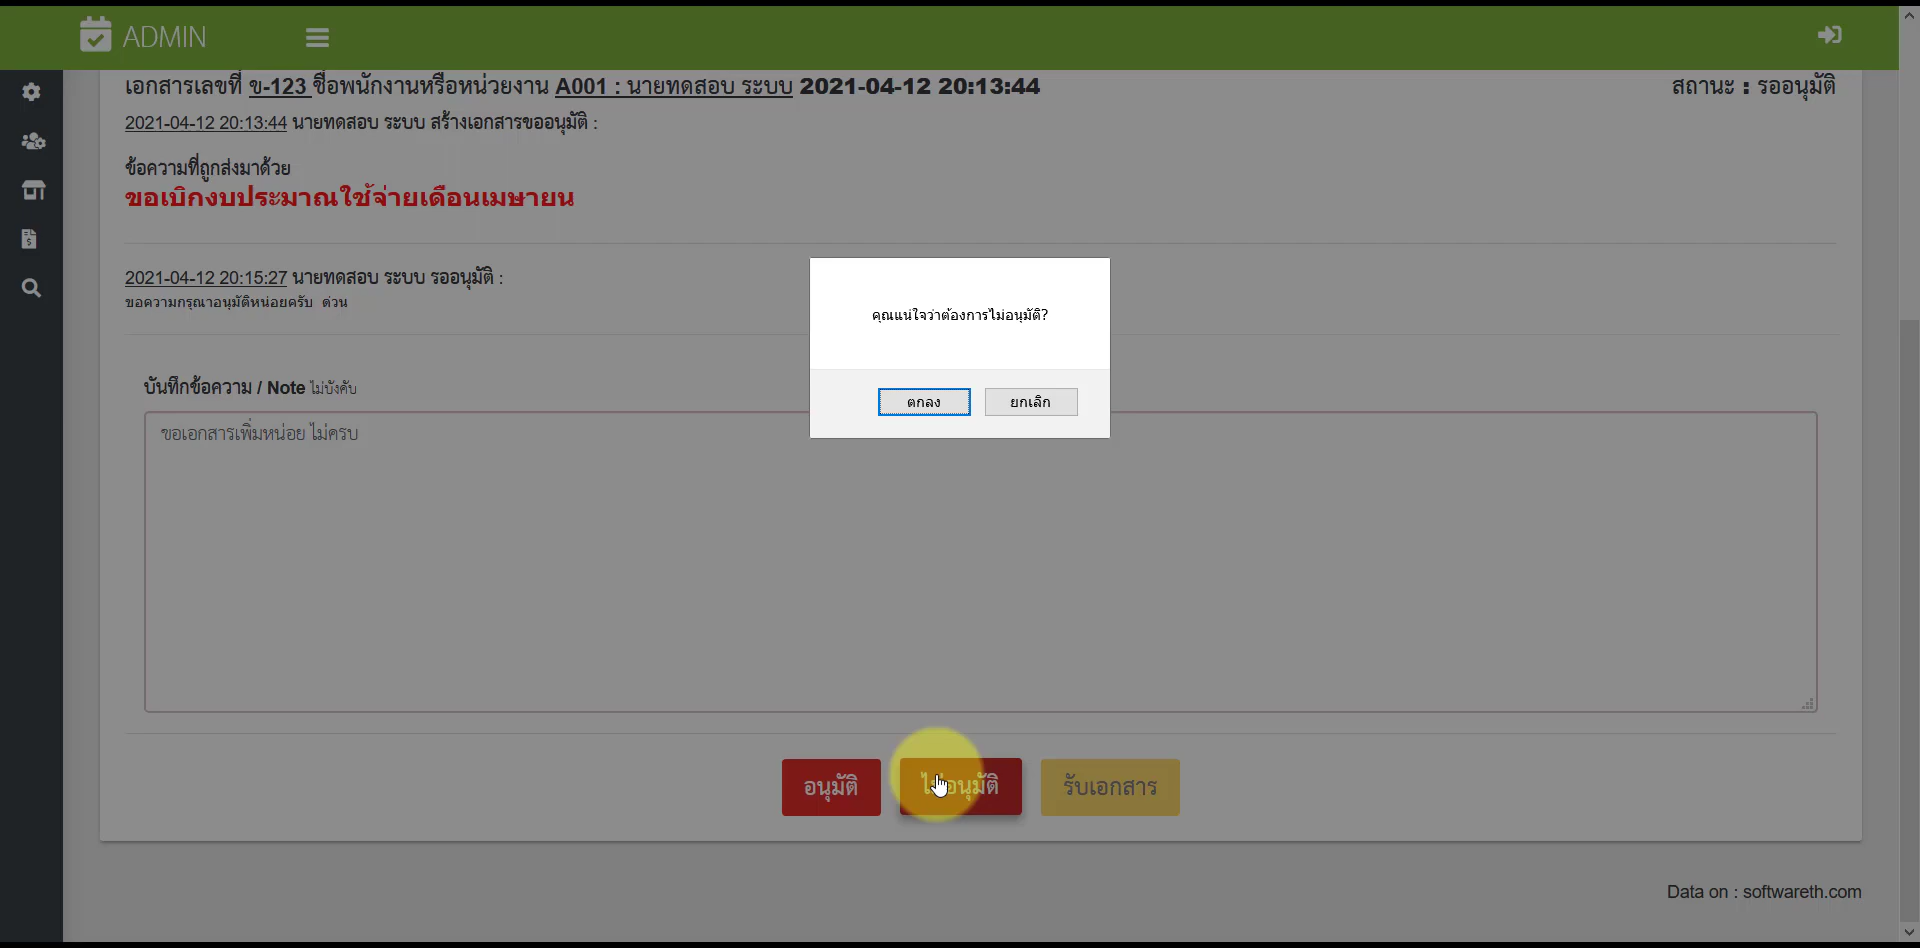 ADMIN
เอกสารเลขที่ ข-123 ชื่อพนักงานหรือหน่วยงาน A001 : นายทดสอบ ระบบ 2021-04-12 20:13:44
สถานะ : รออนุมัติ
2021-04-12 20:13:44 นายทดสอบ ระบบ สร้างเอกสารขออนุมัติ :
ข้อความที่ถูกส่งมาด้วย
ขอเบิกงบประมาณใช้จ่ายเดือนเมษายน
2021-04-12 20:15:27 นายทดสอบ ระบบ รออนุมัติ :
ขอความกรุณาอนุมัติหน่อยครับ ด่วน
คุณแน่ใจว่าต้องการไม่อนุมัติ?
ตกลง
ยกเลิก
บันทึกข้อความ / Note ไม่บังคับ
ขอเอกสารเพิ่มหน่อย ไม่ครบ
อนุมัติ
ไม่อนุมัติ
รับเอกสาร
Data on : softwareth.com